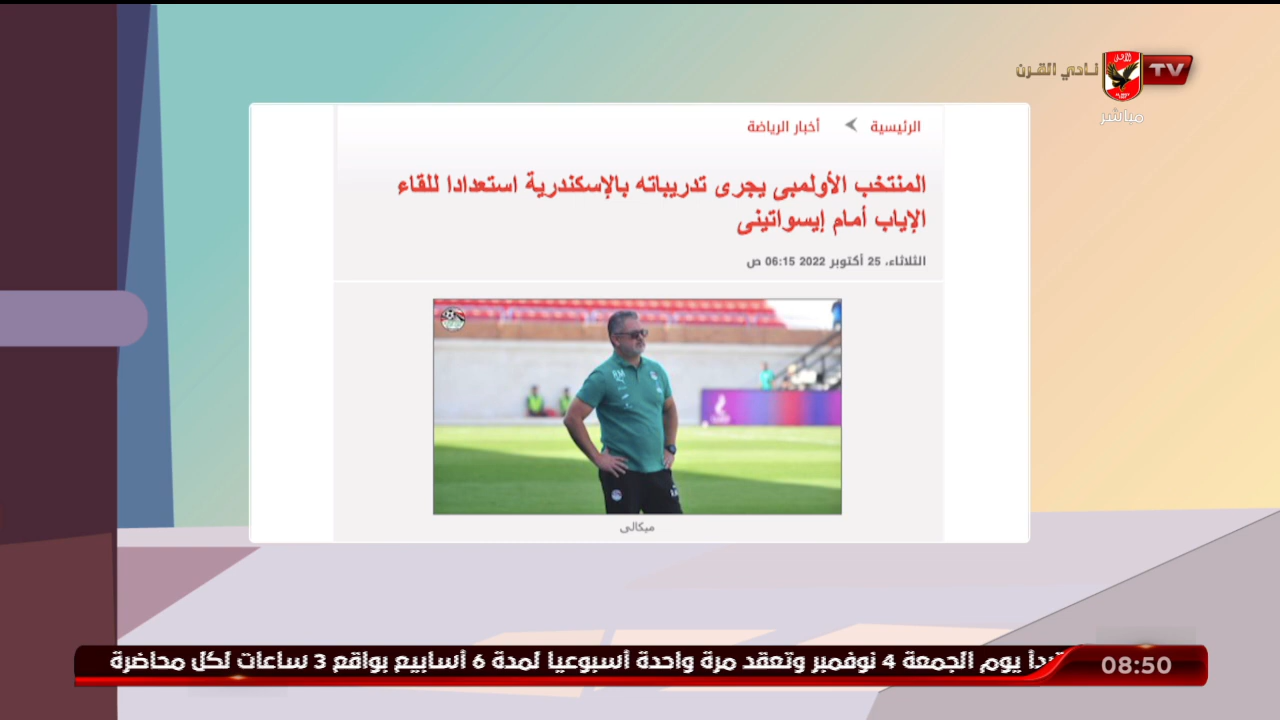 نادي القرن
TV
مباشر
الرئيسية
أخبار الرياضة
المنتخب الأولمبى يجرى تدريباته بالإسكندرية استعدادا للقاء
الإياب أمام إيسواتينى
الثلاثاء، 25 أكتوبر 2022 06:15 ص
RM
ميكالى
يوم الجمعة 4 نوفمبر وتعقد مرة واحدة أسبوعيا لمدة 6 أسابيع بواقع 3 ساعات لكل محاضرة
08:50